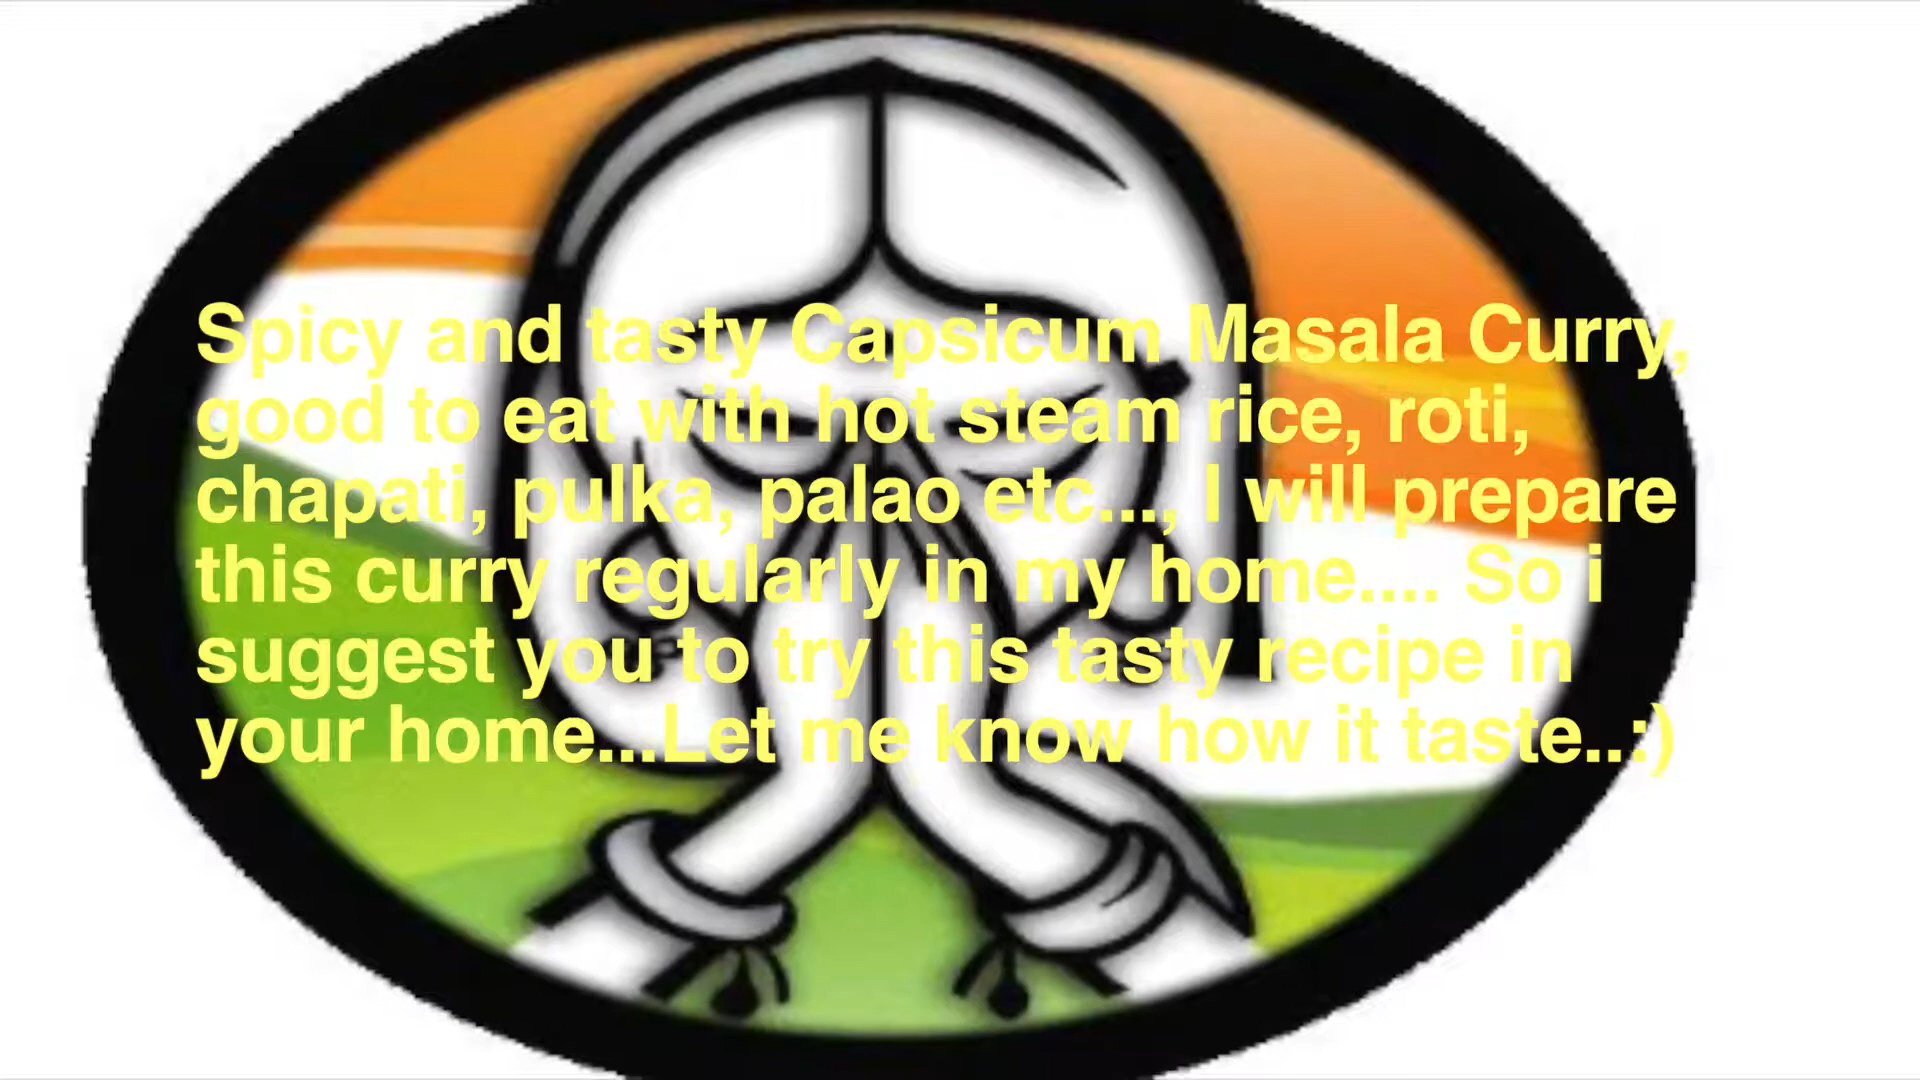 Spicy and tasty Capsicum Masala Curry,
good to eat with hot steam rice, roti,
chapati, pulka, palao etc..., I will prepare
this curry regularly in my home.... So i
suggest you to try this tasty recipe in
your home...Let me know how it taste..:)